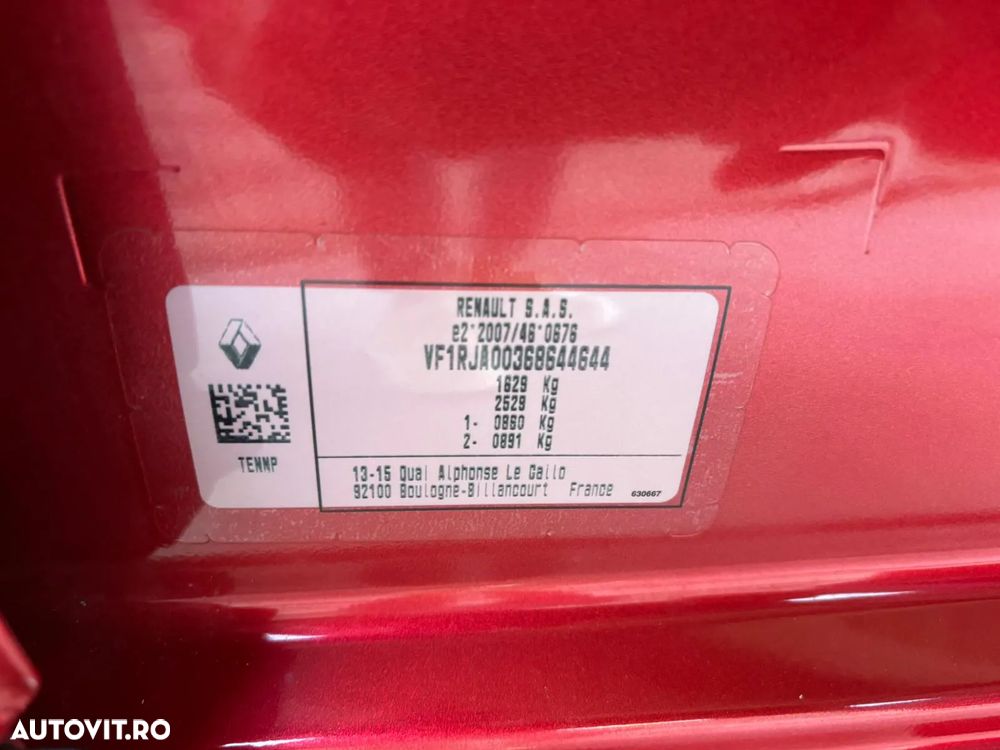 RENAULT S.A.S.
e2*2007/46*0676
VF1RJA00368644644
1629 Kg
2529 Kg
1- 0860 Kg
2- 0891 Kg
TENNP
13-15 Quai Alphonse Le Gallo
92100 Boulogne-Billancourt France
630667
AUTOVIT.RO